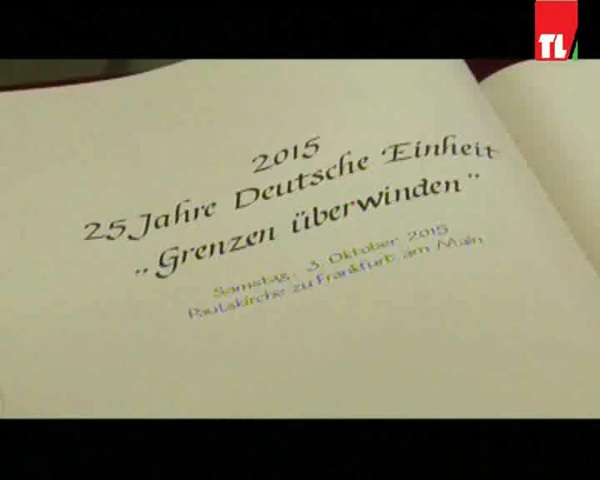 TL
2015
25 Jahre Deutsche Einheit
„Grenzen überwinden"
Samstag, 3. Oktober 2015
Paulskirche zu Frankfurt am Main